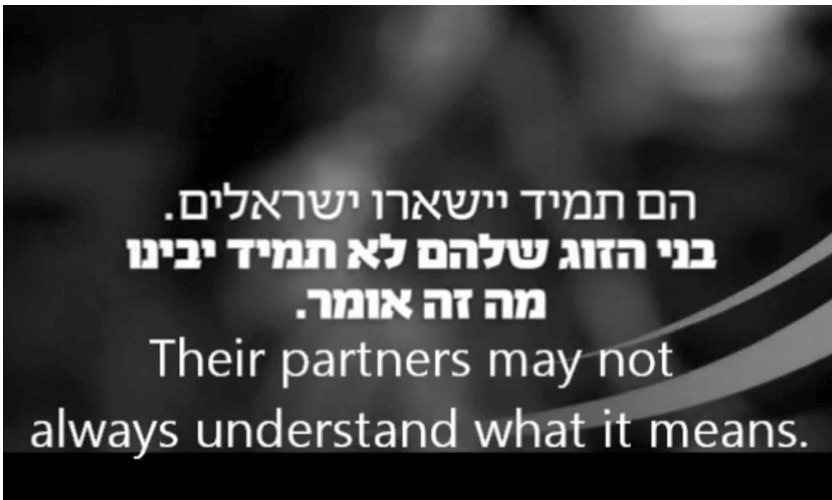 הם תמיד יישארו ישראלים.
בני הזוג שלהם לא תמיד יבינו
מה זה אומר.
Their partners may not
always understand what it means.